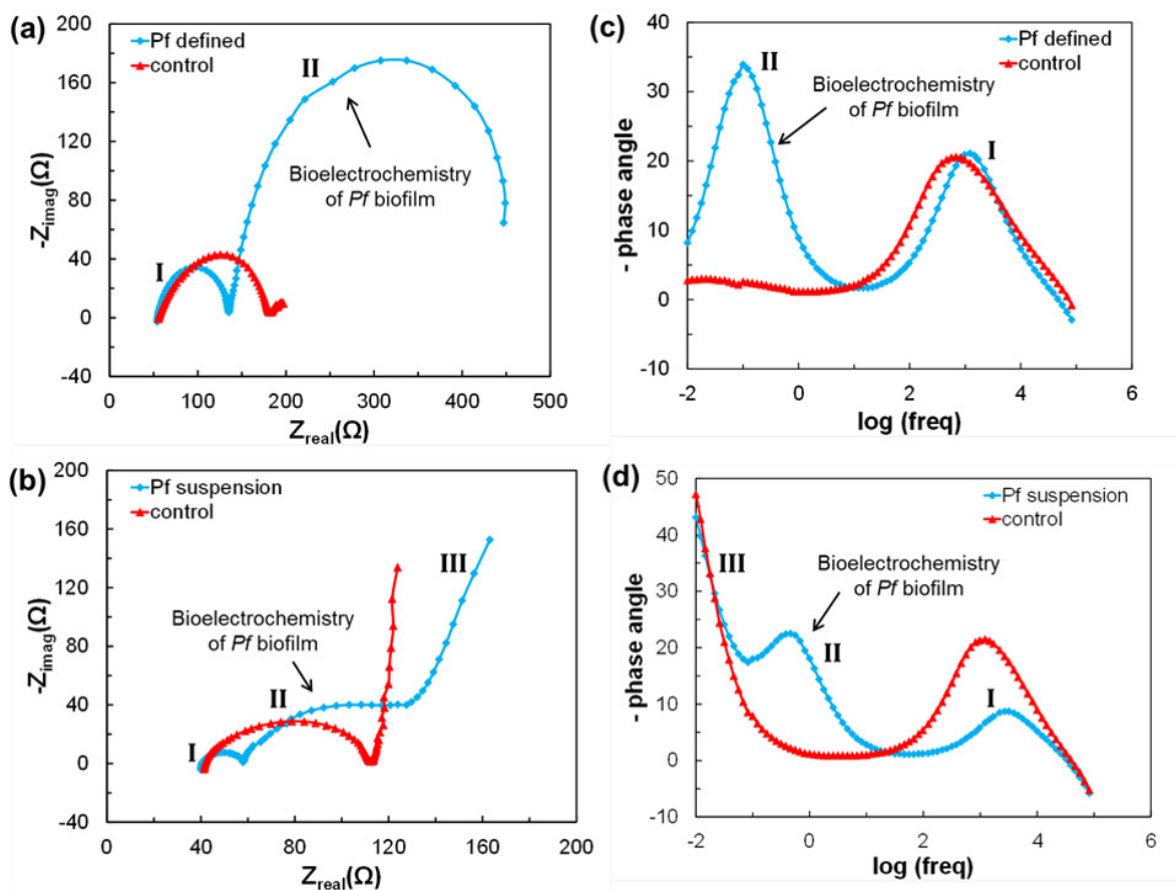 (a)
Pf defined
control
200
160
120
80
40
0
-40
-Zimag(Ω)
I
II
Bioelectrochemistry
of Pf biofilm
0 100 200 300 400 500
Zreal(Ω)
(c)
Pf defined
control
40
30
20
10
0
-10
- phase angle
II
Bioelectrochemistry
of Pf biofilm
I
-2 0 2 4 6
log (freq)
(b)
Pf suspension
control
200
160
120
80
40
0
-40
-Zimag(Ω)
III
Bioelectrochemistry
of Pf biofilm
II
I
0 40 80 120 160 200
Zreal(Ω)
(d)
Pf suspension
control
50
40
30
20
10
0
-10
- phase angle
III
Bioelectrochemistry
of Pf biofilm
II
I
-2 0 2 4 6
log (freq)